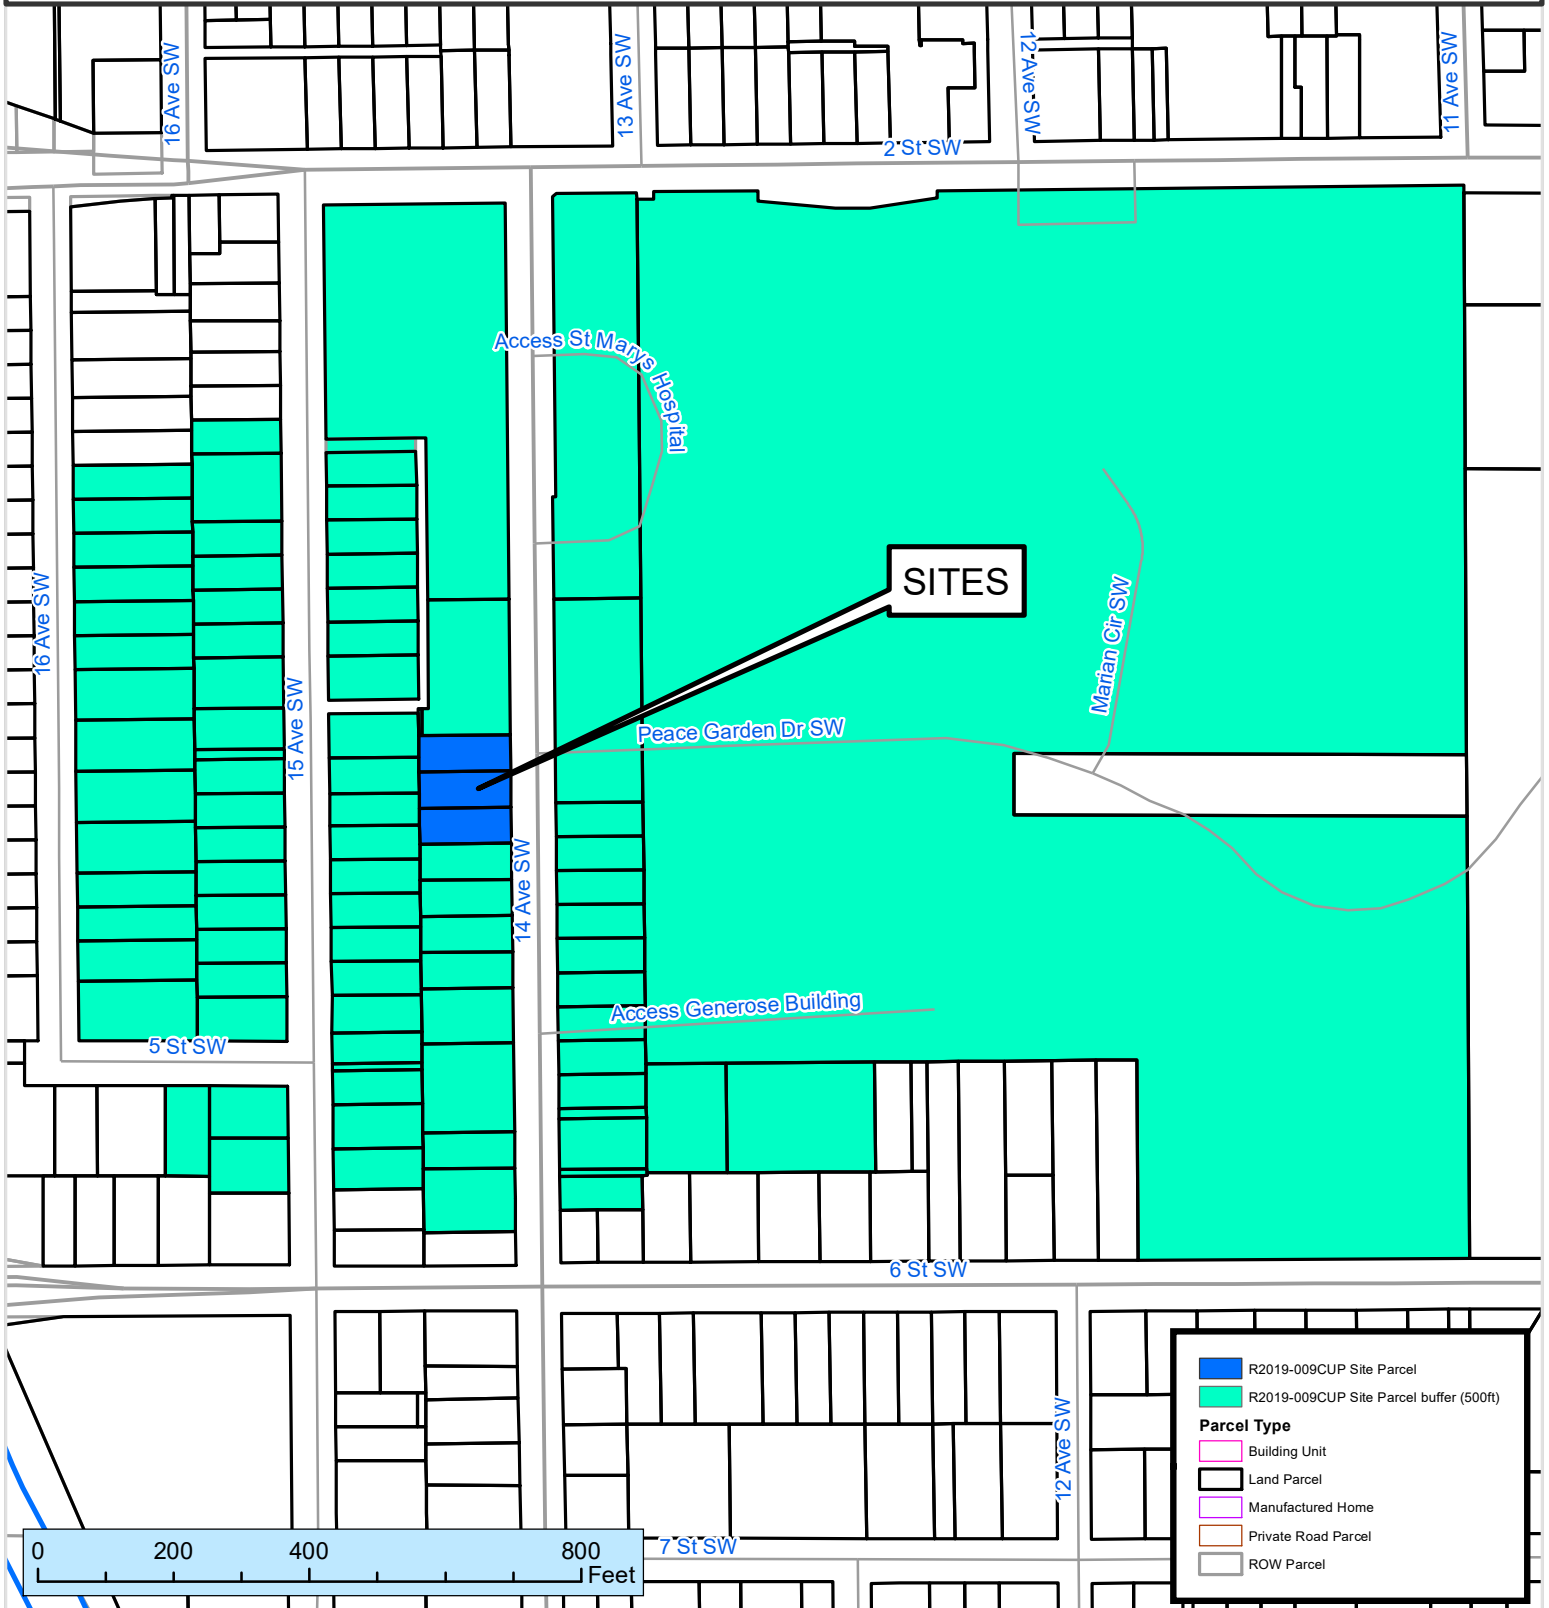 16 Ave SW
13 Ave SW
12 Ave SW
11 Ave SW
2 St SW
Access St Marys Hospital
SITES
16 Ave SW
Marian Cir SW
15 Ave SW
Peace Garden Dr SW
14 Ave SW
Access Generose Building
5 St SW
6 St SW
12 Ave SW
7 St SW
R2019-009CUP Site Parcel
R2019-009CUP Site Parcel buffer (500ft)
Parcel Type
Building Unit
Land Parcel
Manufactured Home
Private Road Parcel
ROW Parcel
0 200 400 800
Feet